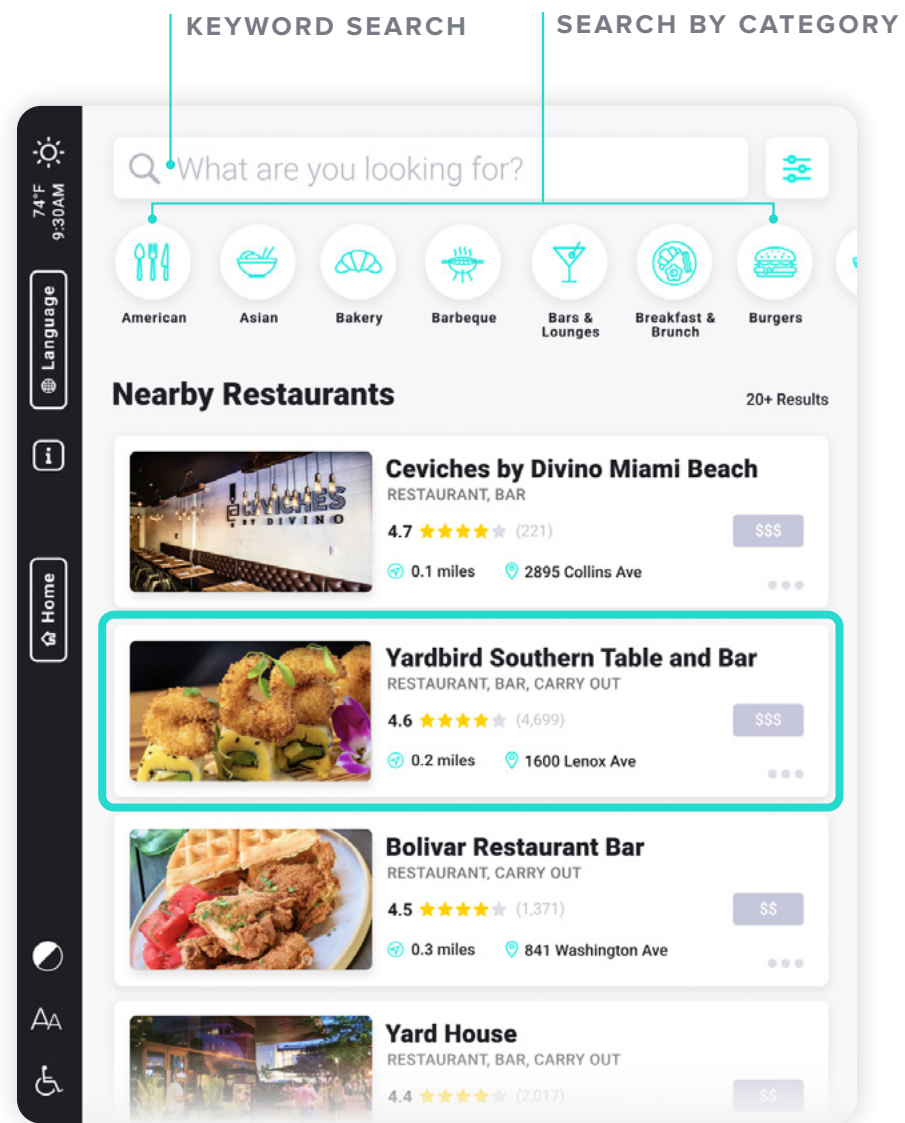 KEYWORD SEARCH
SEARCH BY CATEGORY
74°F
9:30AM
Language
i
Home
AA
What are you looking for?
American
Asian
Bakery
Barbeque
Bars &
Lounges
Breakfast &
Brunch
Burgers
Nearby Restaurants
20+ Results
CEVICHES
BY DIVINO
Ceviches by Divino Miami Beach
RESTAURANT, BAR
4.7 (221)
$$$
0.1 miles 2895 Collins Ave
Yardbird Southern Table and Bar
RESTAURANT, BAR, CARRY OUT
4.6 (4,699)
$$$
0.2 miles 1600 Lenox Ave
Bolivar Restaurant Bar
RESTAURANT, CARRY OUT
4.5 (1,371)
$$
0.3 miles 841 Washington Ave
Yard House
RESTAURANT, BAR, CARRY OUT
4.4 (2,017)
$$